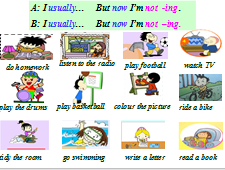 A: I usually... But now I'm not -ing.
B: I usually... But now I'm not –ing.
do homework listen to the radio play football watch TV
play the drums play basketball colour the picture ride a bike
tidy the room go swimming write a letter read a book